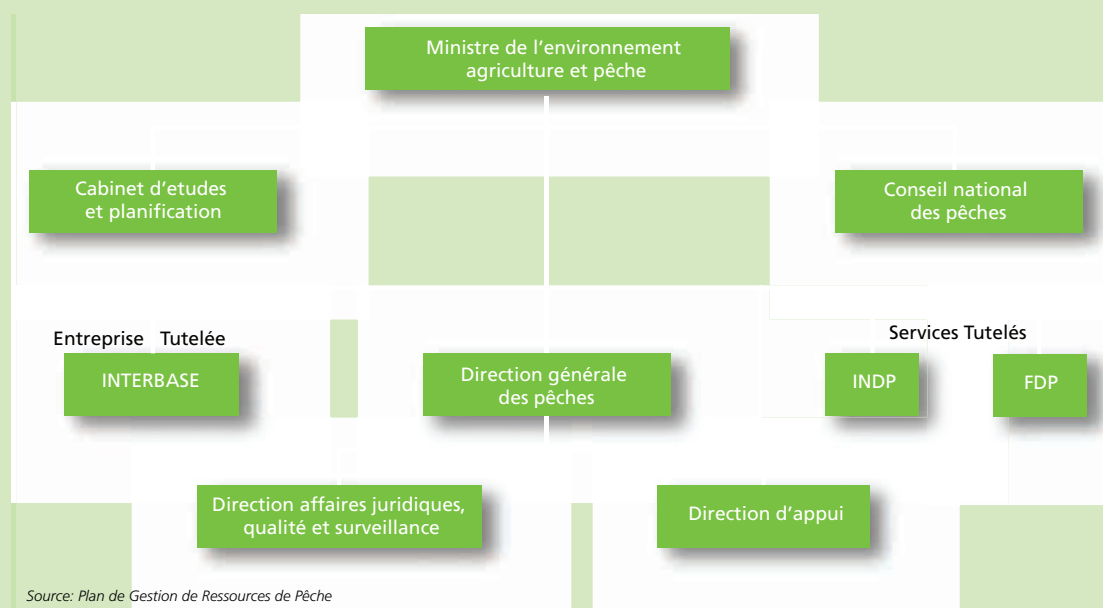 Ministre de l’environnement
agriculture et pêche
Cabinet d’etudes
et planification
Conseil national
des pêches
Entreprise Tutelée
INTERBASE
Direction générale
des pêches
Services Tutelés
INDP
FDP
Direction affaires juridiques,
qualité et surveillance
Direction d’appui
Source: Plan de Gestion de Ressources de Pêche